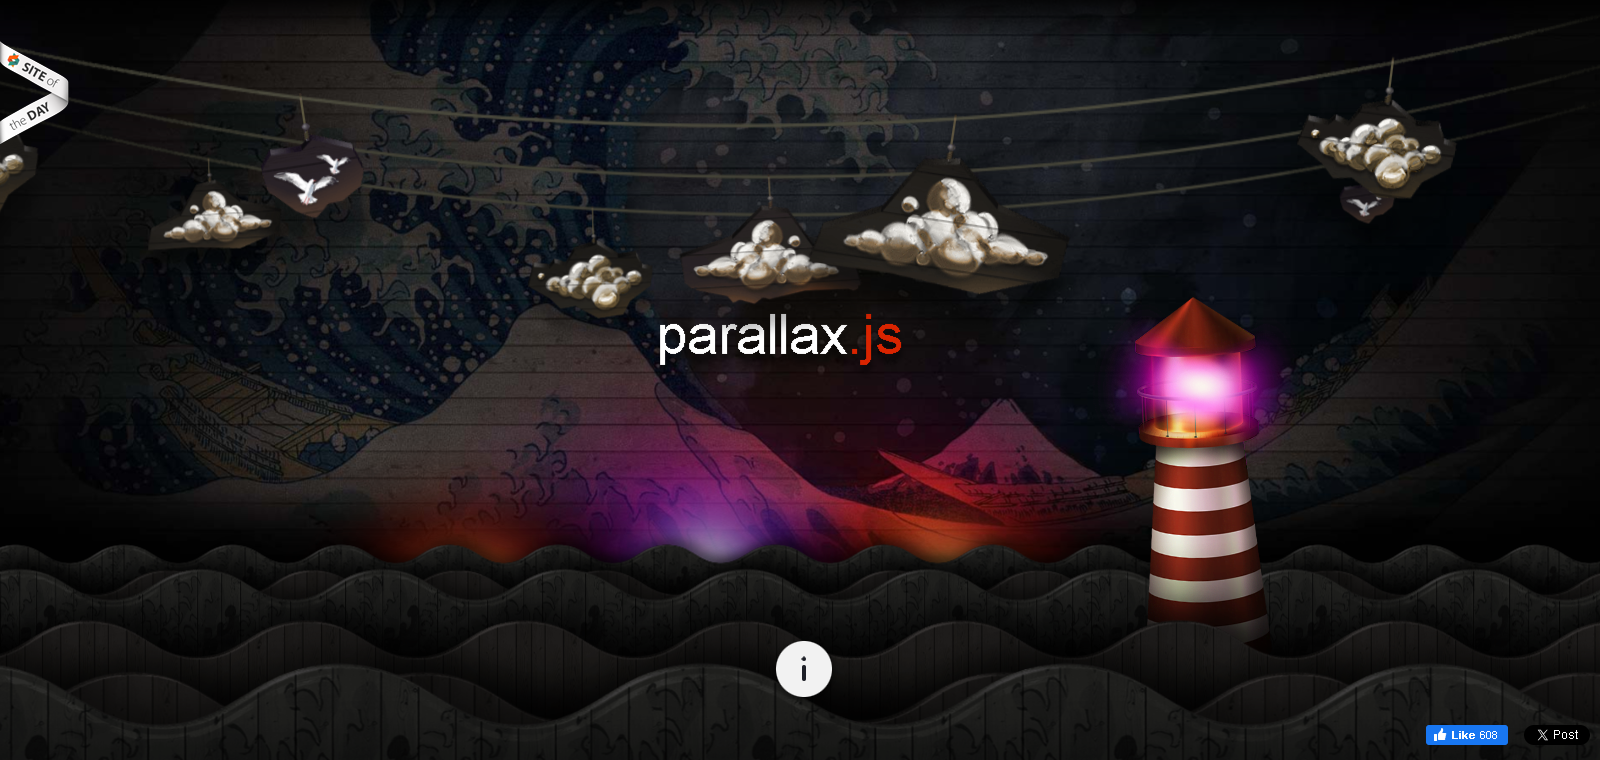 SITE of
the DAY
parallax.js
i
Like 608
Post